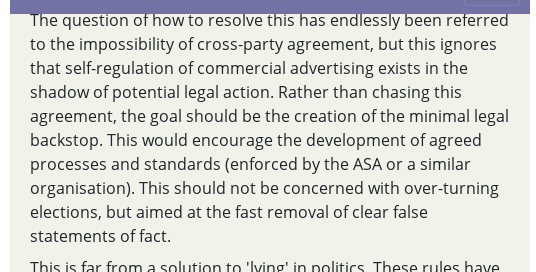 The question of how to resolve this has endlessly been referred
to the impossibility of cross-party agreement, but this ignores
that self-regulation of commercial advertising exists in the
shadow of potential legal action. Rather than chasing this
agreement, the goal should be the creation of the minimal legal
backstop. This would encourage the development of agreed
processes and standards (enforced by the ASA or a similar
organisation). This should not be concerned with over-turning
elections, but aimed at the fast removal of clear false
statements of fact.
This is far from a solution to 'lying' in politics. These rules have